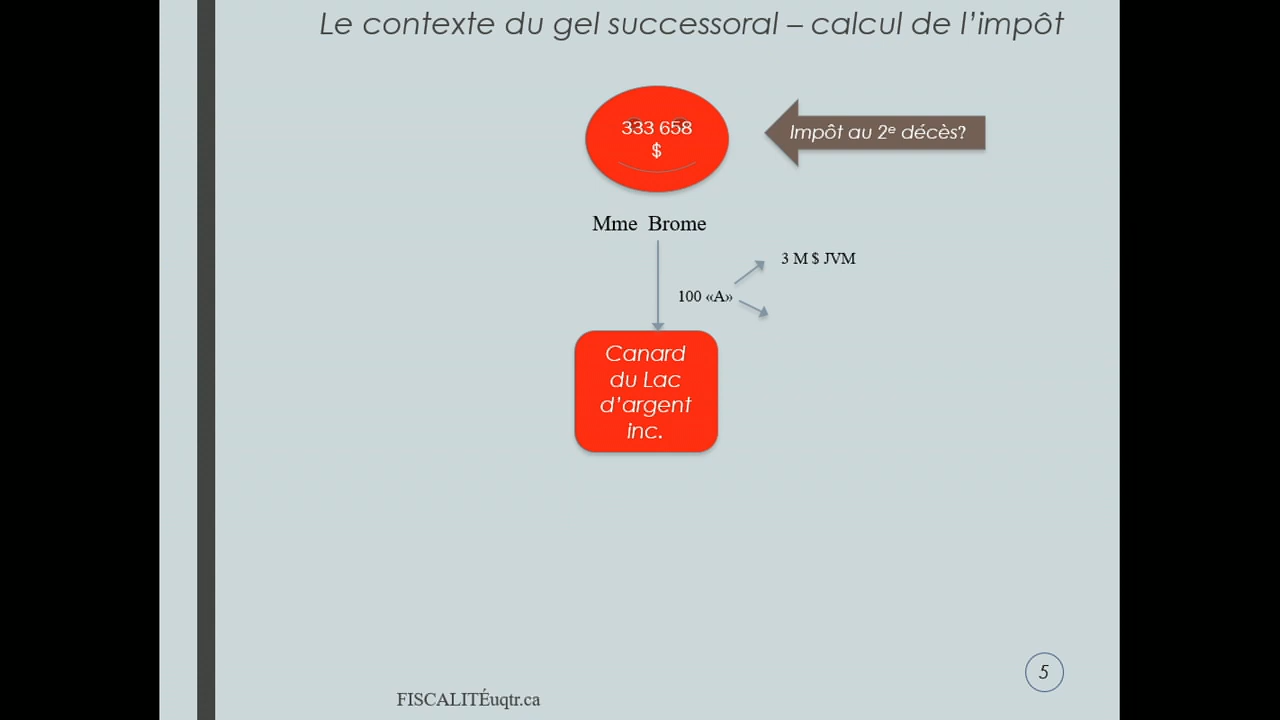 Le contexte du gel successoral – calcul de l’impôt
333 658
$
Impôt au 2e décès?
Mme Brome
3 M $ JVM
100 «A»
Canard
du Lac
d’argent
inc.
5
FISCALITÉuqtr.ca